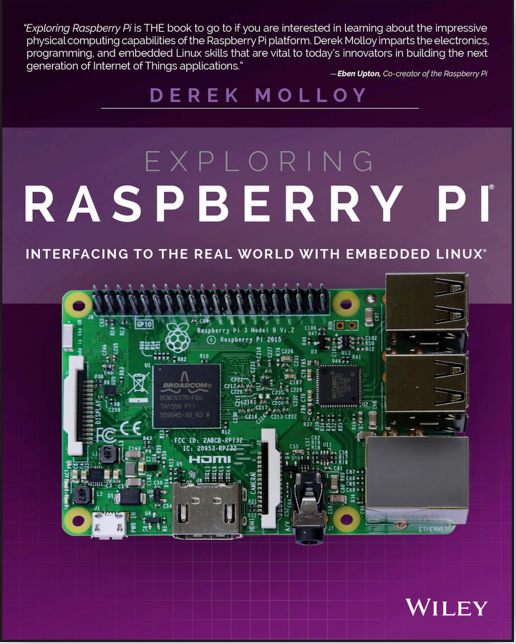 "Exploring Raspberry Pi is THE book to go to if you are interested in learning about the impressive
physical computing capabilities of the Raspberry Pi platform. Derek Molloy imparts the electronics,
programming, and embedded Linux skills that are vital to today's innovators in building the next
generation of Internet of Things applications."
—Eben Upton, Co-creator of the Raspberry Pi
DEREK MOLLOY
EXPLORING
RASPBERRY PI®
INTERFACING TO THE REAL WORLD WITH EMBEDDED LINUX®
GPIO
Raspberry Pi 3 Model B V1.2
© Raspberry Pi 2015
BROADCOM
FCC ID: 2ABCB-RPI32
IC: 20953-RPI32
HDMI
CAMERA
ETHERNET
WILEY